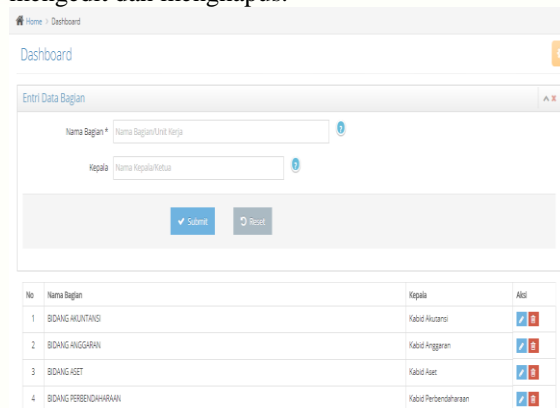 mengedit dan menghapus.
Home > Dashboard
Dashboard
Entri Data Bagian
Nama Bagian * Nama Bagian/Unit Kerja ?
Kepala Nama Kepala/Ketua ?
Submit Reset
No Nama Bagian Kepala Aksi
1 BIDANG AKUNTANSI Kabid Akutansi
2 BIDANG ANGGARAN Kabid Anggaran
3 BIDANG ASET Kabid Aset
4 BIDANG PERBENDAHARAAN Kabid Perbendaharaan